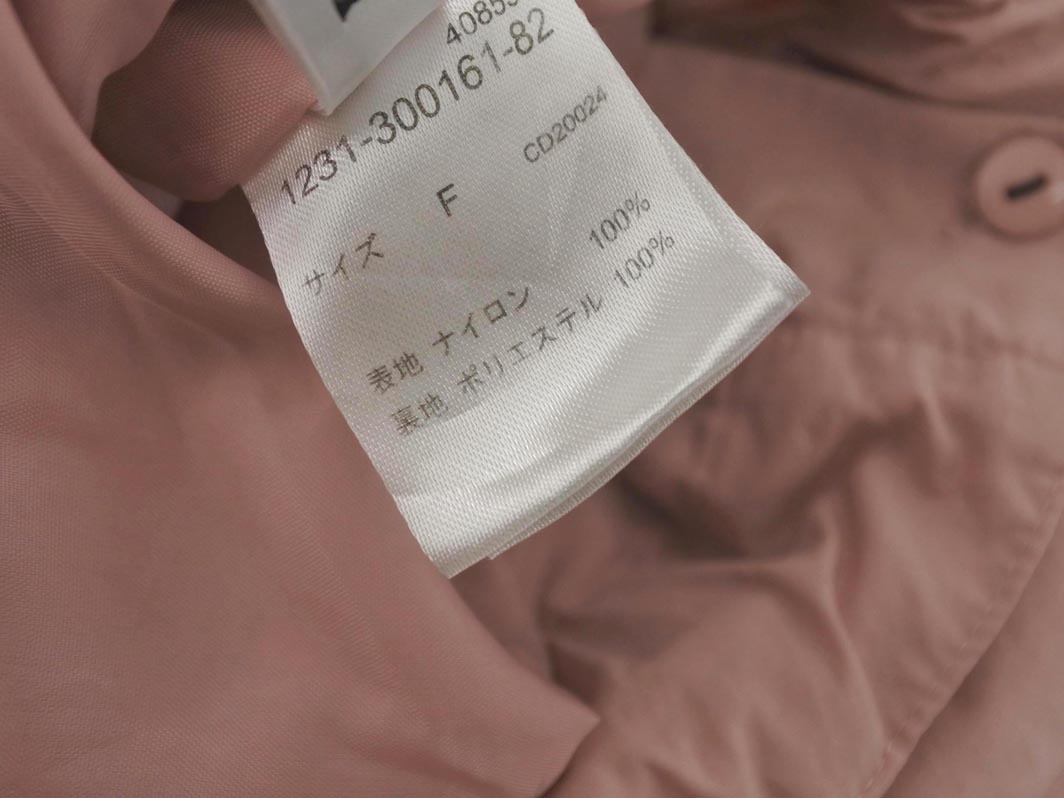 1231-300161-82
CD20024
サイズ F
表地 ナイロン 100%
裏地 ポリエステル 100%